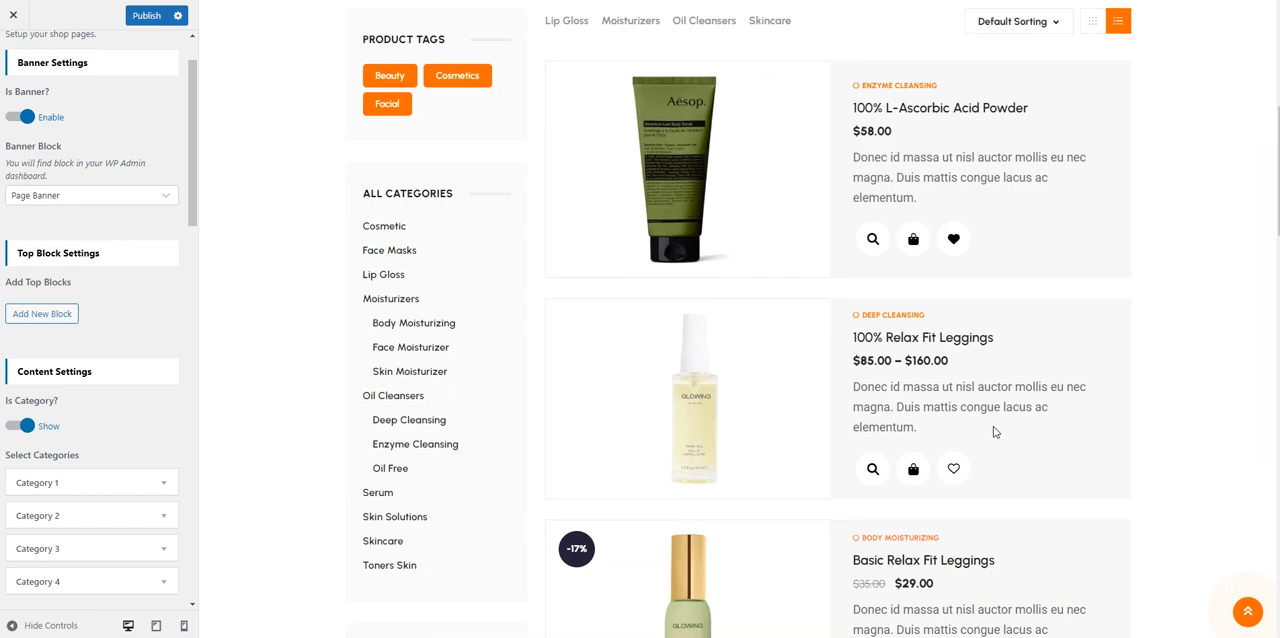 Publish
Setup your shop pages.
Banner Settings
Is Banner?
Enable
Banner Block
You will find block in your WP Admin
dashboard.
Page Banner
Top Block Settings
Add Top Blocks
Add New Block
Content Settings
Is Category?
Show
Select Categories
Category 1
Category 2
Category 3
Category 4
Hide Controls
PRODUCT TAGS
Beauty
Cosmetics
Facial
ALL CATEGORIES
Cosmetic
Face Masks
Lip Gloss
Moisturizers
Body Moisturizing
Face Moisturizer
Skin Moisturizer
Oil Cleansers
Deep Cleansing
Enzyme Cleansing
Oil Free
Serum
Skin Solutions
Skincare
Toners Skin
Lip Gloss Moisturizers Oil Cleansers Skincare
Default Sorting
Aēsop.
ENZYME CLEANSING
100% L-Ascorbic Acid Powder
$58.00
Donec id massa ut nisl auctor mollis eu nec
magna. Duis mattis congue lacus ac
elementum.
GLOWING
DEEP CLEANSING
100% Relax Fit Leggings
$85.00 – $160.00
Donec id massa ut nisl auctor mollis eu nec
magna. Duis mattis congue lacus ac
elementum.
-17%
GLOWING
BODY MOISTURIZING
Basic Relax Fit Leggings
$35.00 $29.00
Donec id massa ut nisl auctor mollis eu nec
magna. Duis mattis congue lacus ac